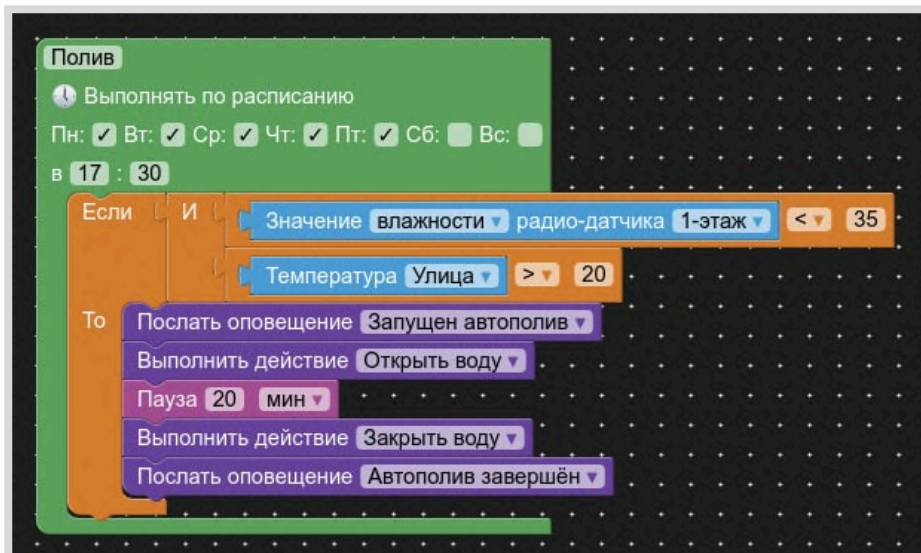 Полив
Выполнять по расписанию
Пн: Вт: Ср: Чт: Пт: Сб: Вс:
в 17 : 30
Если И Значение влажности радио-датчика 1-этаж < 35
Температура Улица > 20
То Послать оповещение Запущен автополив
Выполнить действие Открыть воду
Пауза 20 мин
Выполнить действие Закрыть воду
Послать оповещение Автополив завершён